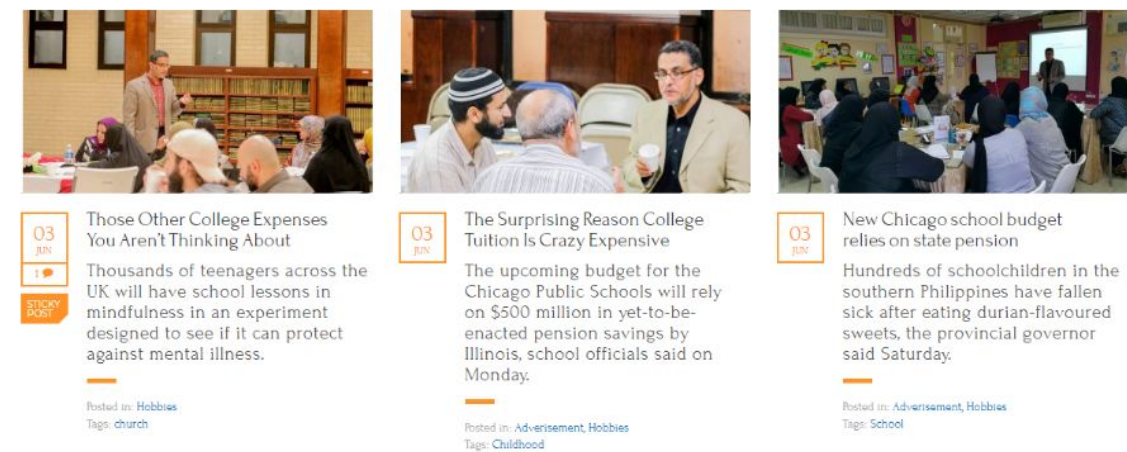 03
JUN
1
STICKY
POST
Those Other College Expenses
You Aren't Thinking About
Thousands of teenagers across the
UK will have school lessons in
mindfulness in an experiment
designed to see if it can protect
against mental illness.
Posted in: Hobbies
Tags: church
03
JUN
The Surprising Reason College
Tuition Is Crazy Expensive
The upcoming budget for the
Chicago Public Schools will rely
on $500 million in yet-to-be-
enacted pension savings by
Illinois, school officials said on
Monday.
Posted in: Adverisement, Hobbies
Tags: Childhood
03
JUN
New Chicago school budget
relies on state pension
Hundreds of schoolchildren in the
southern Philippines have fallen
sick after eating durian-flavoured
sweets, the provincial governor
said Saturday.
Posted in: Adverisement, Hobbies
Tags: School